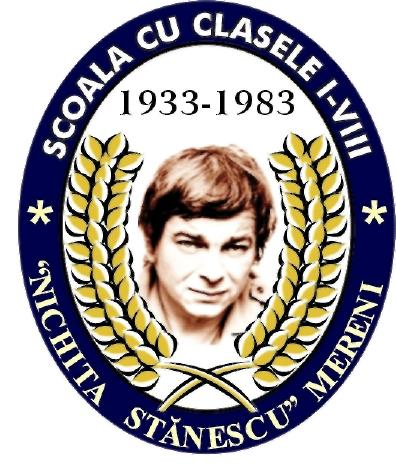 SCOALA CU CLASELE I-VIII
1933-1983
* *
“NICHITA STĂNESCU” MERENI